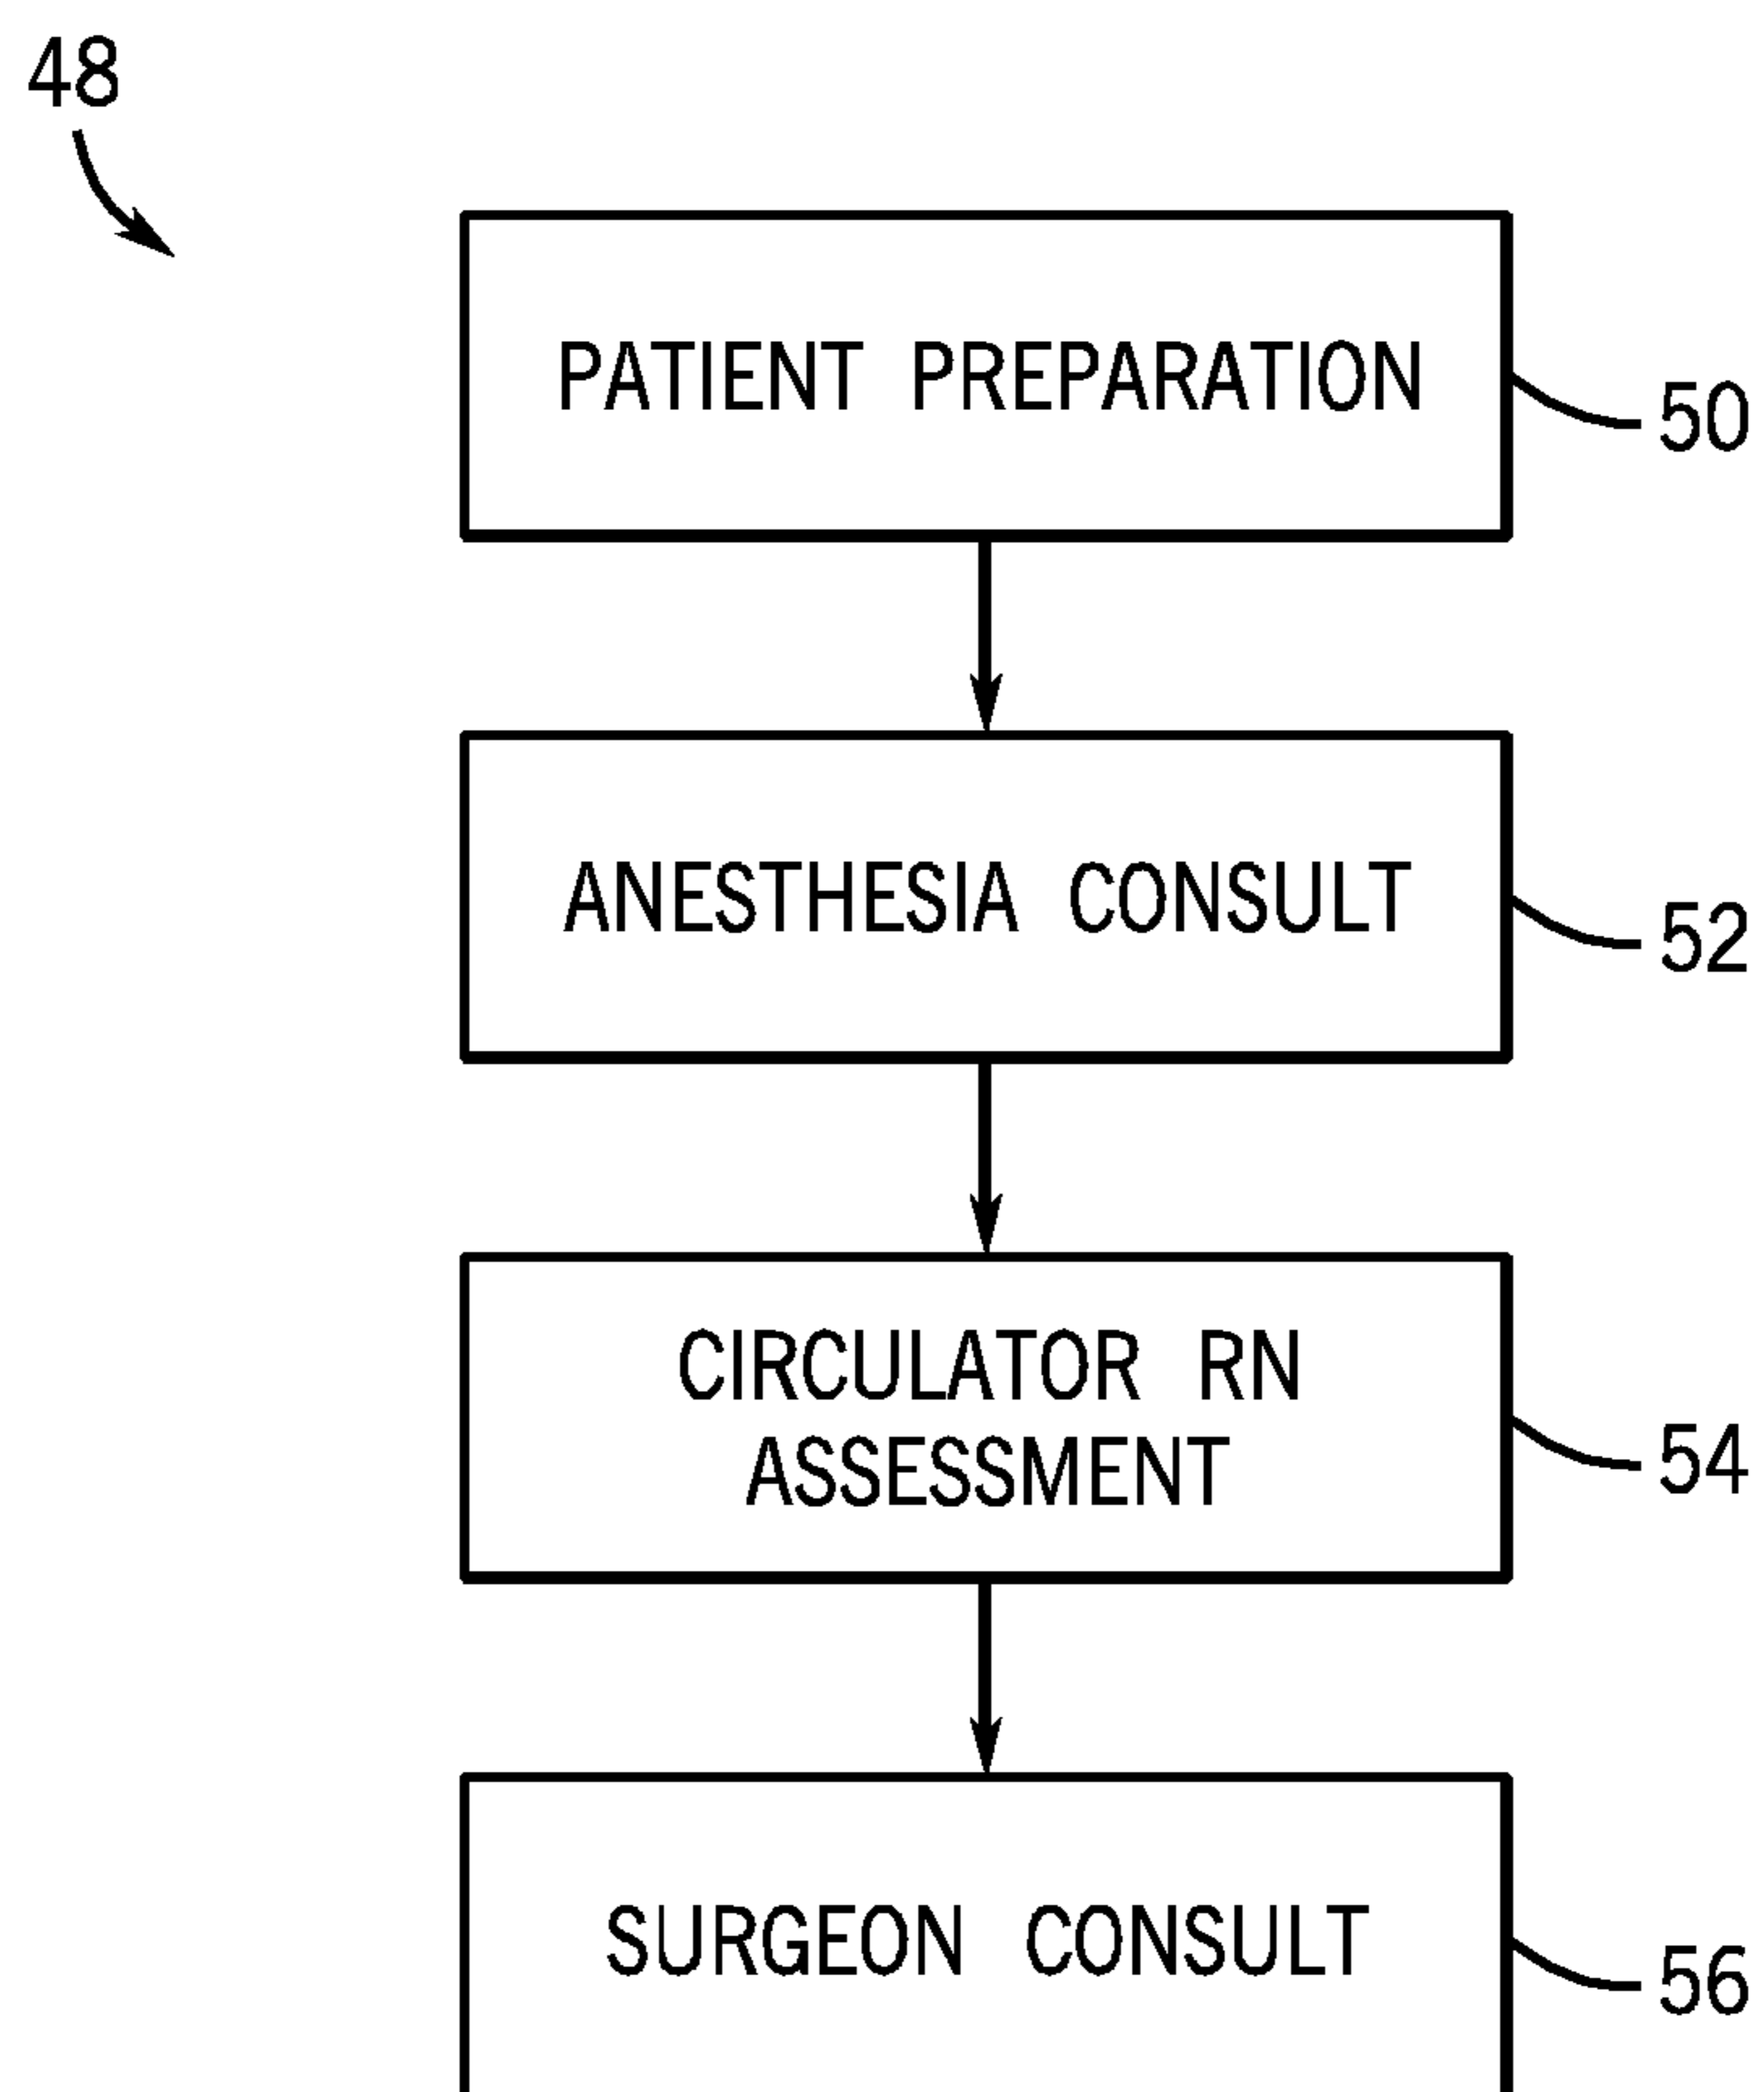 48
PATIENT PREPARATION
50
ANESTHESIA CONSULT
52
CIRCULATOR RN
ASSESSMENT
54
SURGEON CONSULT
56